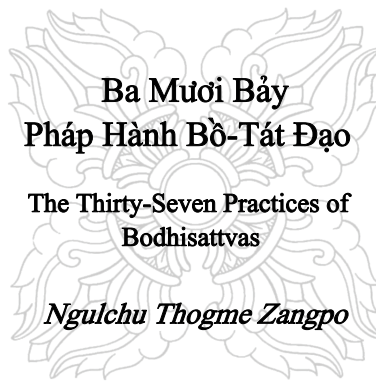 Ba Mươi Bảy
Pháp Hành Bồ-Tát Đạo
The Thirty-Seven Practices of
Bodhisattvas
Ngulchu Thogme Zangpo